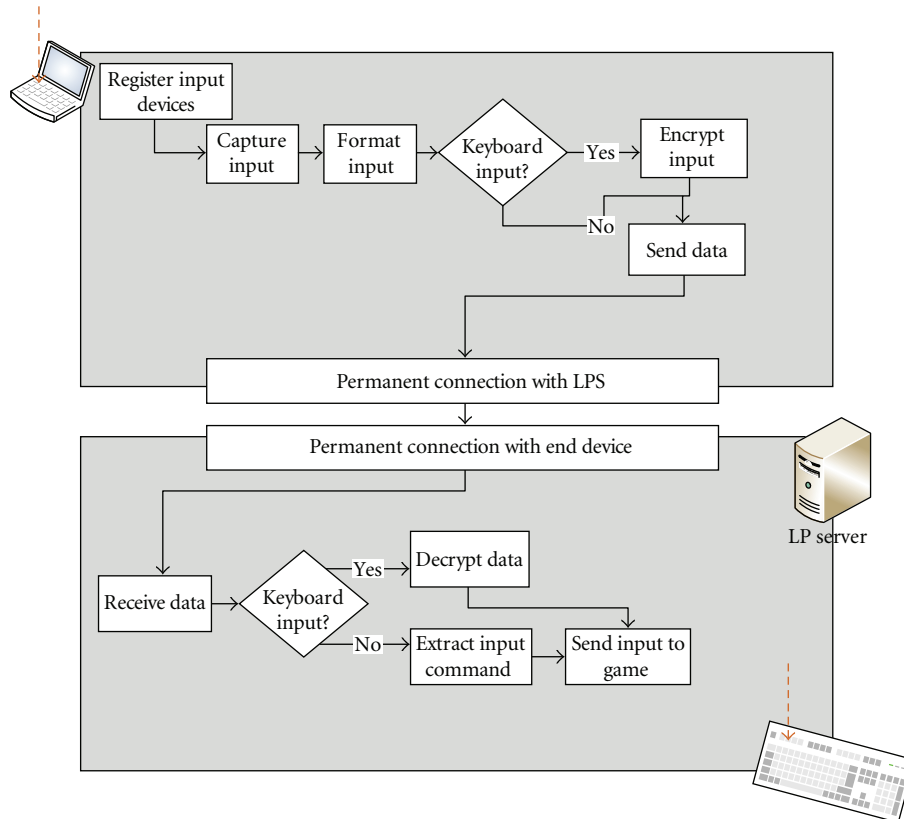 Register input
devices
Capture
input
Format
input
Keyboard
input?
Yes
Encrypt
input
No
Send data
Permanent connection with LPS
Permanent connection with end device
LP server
Receive data
Keyboard
input?
Yes
Decrypt data
No
Extract input
command
Send input to
game